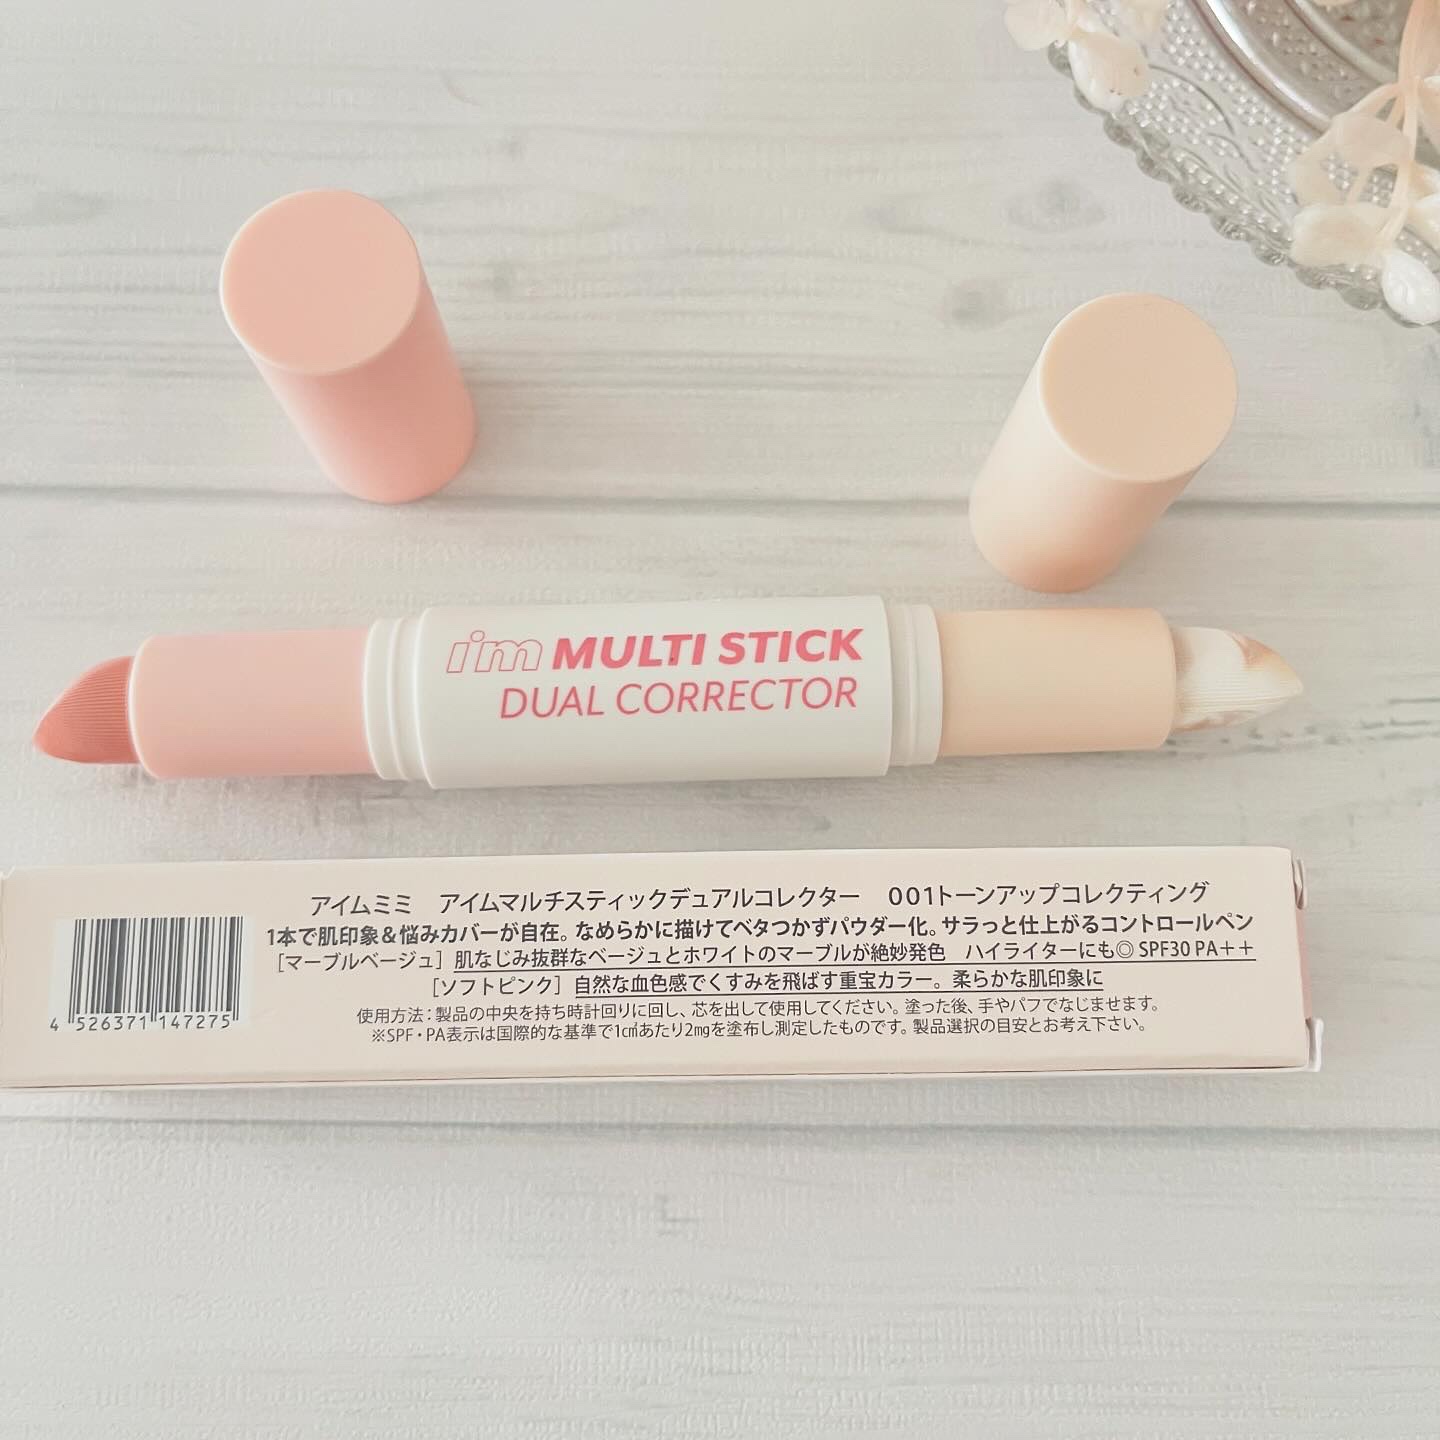 i'm MULTI STICK
DUAL CORRECTOR
アイムミミ　アイムマルチスティックデュアルコレクター　001トーンアップコレクティング
1本で肌印象＆悩みカバーが自在。なめらかに描けてベタつかずパウダー化。サラっと仕上がるコントロールペン
［マーブルベージュ］肌なじみ抜群なベージュとホワイトのマーブルが絶妙発色　ハイライターにも◎ SPF30 PA＋＋
［ソフトピンク］自然な血色感でくすみを飛ばす重宝カラー。柔らかな肌印象に
使用方法：製品の中央を持ち時計回りに回し、芯を出して使用してください。塗った後、手やパフでなじませます。
※SPF・PA表示は国際的な基準で1c㎡あたり2mgを塗布し測定したものです。製品選択の目安とお考え下さい。
4 526371 147275